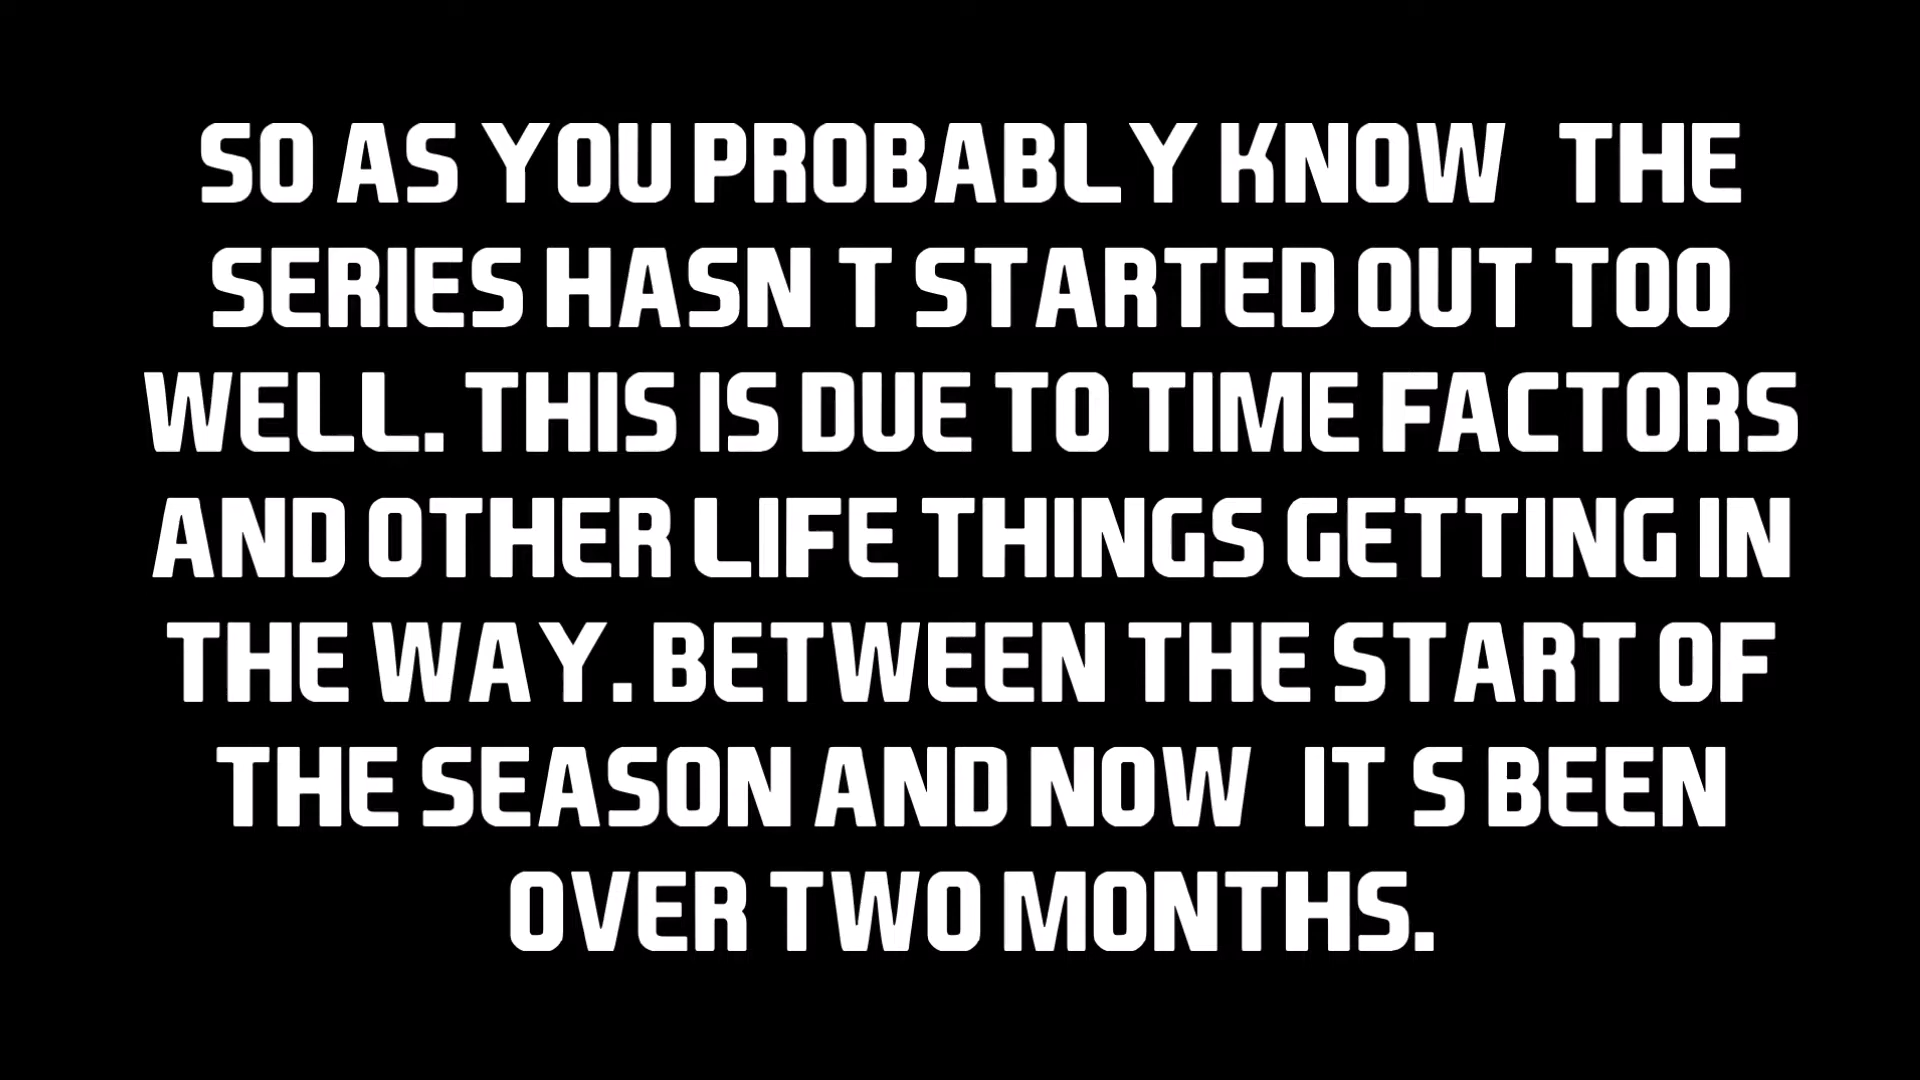 SO AS YOU PROBABLY KNOW THE
SERIES HASN T STARTED OUT TOO
WELL. THIS IS DUE TO TIME FACTORS
AND OTHER LIFE THINGS GETTING IN
THE WAY. BETWEEN THE START OF
THE SEASON AND NOW IT S BEEN
OVER TWO MONTHS.